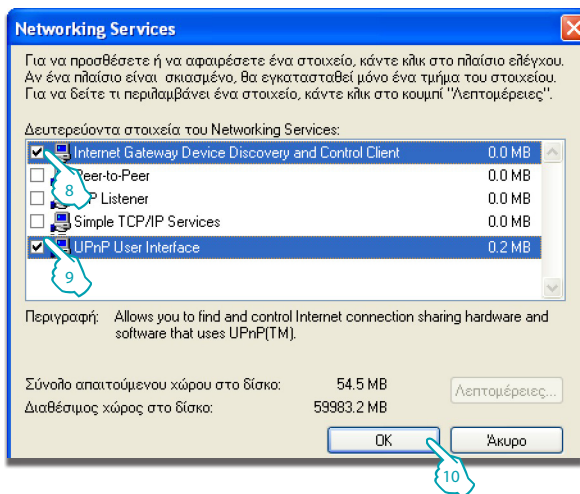 Networking Services
Για να προσθέσετε ή να αφαιρέσετε ένα στοιχείο, κάντε κλικ στο πλαίσιο ελέγχου.
Αν ένα πλαίσιο είναι σκιασμένο, θα εγκατασταθεί μόνο ένα τμήμα του στοιχείου.
Για να δείτε τι περιλαμβάνει ένα στοιχείο, κάντε κλικ στο κουμπί "Λεπτομέρειες".
Δευτερεύοντα στοιχεία του Networking Services:
Internet Gateway Device Discovery and Control Client 0.0 MB
Peer-to-Peer 0.0 MB
8
P Listener 0.0 MB
Simple TCP/IP Services 0.0 MB
UPnP User Interface 0.2 MB
9
Περιγραφή: Allows you to find and control Internet connection sharing hardware and
software that uses UPnP(TM).
Σύνολο απαιτούμενου χώρου στο δίσκο: 54.5 MB
Λεπτομέρειες...
Διαθέσιμος χώρος στο δίσκο: 59983.2 MB
OK Άκυρο
10